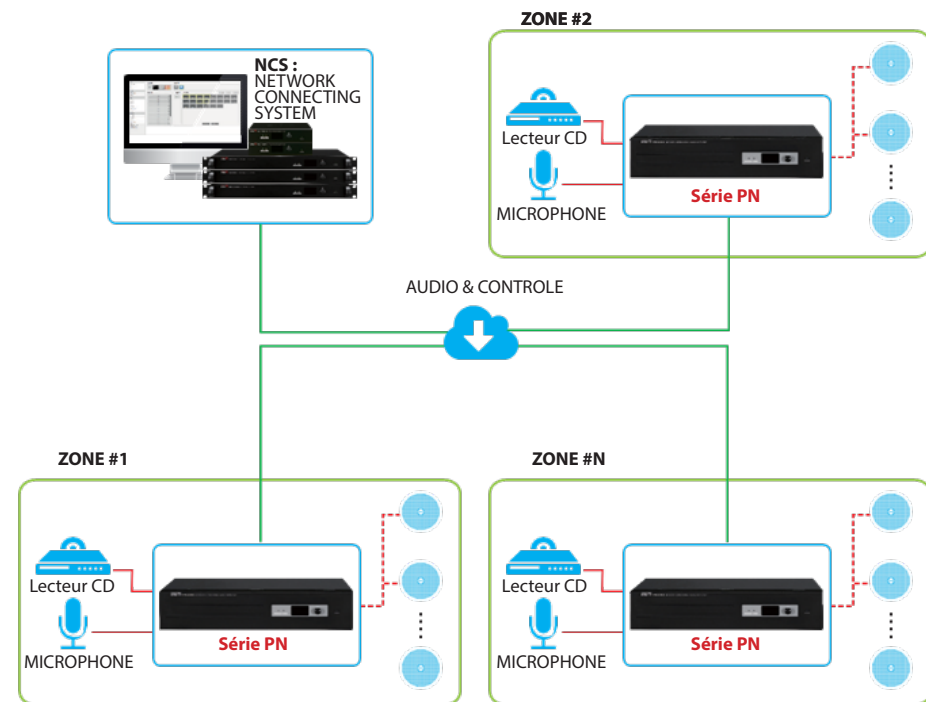 ZONE #2
NCS :
NETWORK
CONNECTING
SYSTEM
Lecteur CD
Série PN
MICROPHONE
AUDIO & CONTROLE
ZONE #1
ZONE #N
Lecteur CD
Série PN
MICROPHONE
Lecteur CD
Série PN
MICROPHONE